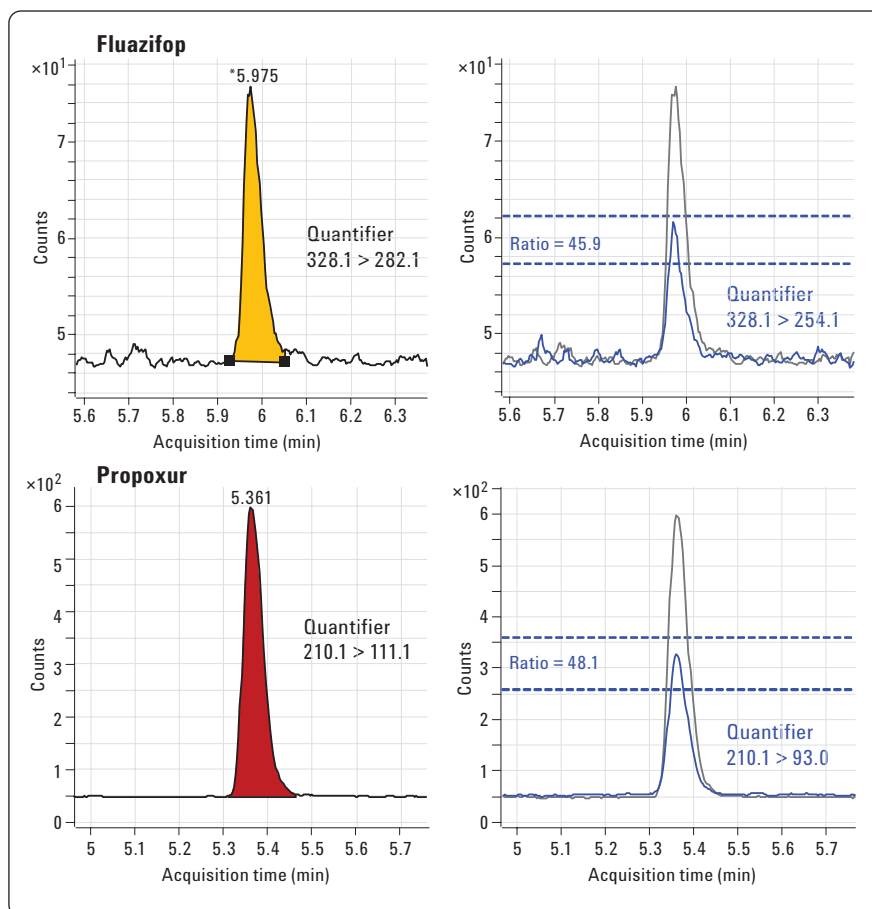 Fluazifop
×10¹
*5.975
7
6
5
Counts
Quantifier
328.1 > 282.1
5.6 5.7 5.8 5.9 6 6.1 6.2 6.3
Acquisition time (min)
×10¹
7
6
5
Counts
Ratio = 45.9
Quantifier
328.1 > 254.1
5.6 5.7 5.8 5.9 6 6.1 6.2 6.3
Acquisition time (min)
Propoxur
×10²
5.361
6
5
4
3
2
1
0
Counts
Quantifier
210.1 > 111.1
5 5.1 5.2 5.3 5.4 5.5 5.6 5.7
Acquisition time (min)
×10²
6
5
4
3
2
1
0
Counts
Ratio = 48.1
Quantifier
210.1 > 93.0
5 5.1 5.2 5.3 5.4 5.5 5.6 5.7
Acquisition time (min)